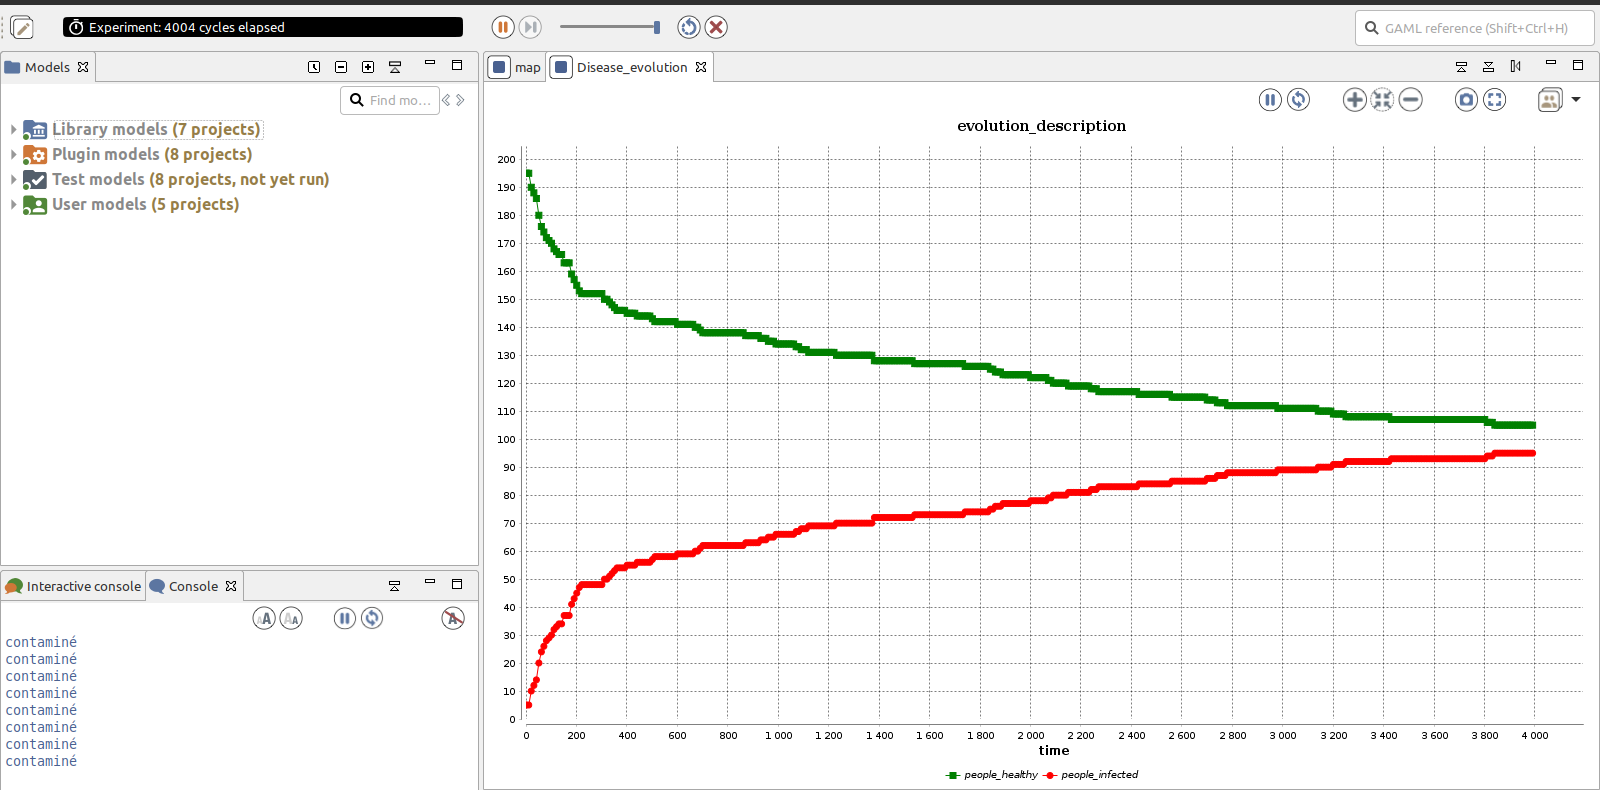 Experiment: 4004 cycles elapsed
GAML reference (Shift+Ctrl+H)
Models
map
Disease_evolution
Find mo...
Library models (7 projects)
Plugin models (8 projects)
Test models (8 projects, not yet run)
User models (5 projects)
evolution_description
200
190
180
170
160
150
140
130
120
110
100
90
80
70
60
50
40
30
20
10
0
0 200 400 600 800 1 000 1 200 1 400 1 600 1 800 2 000 2 200 2 400 2 600 2 800 3 000 3 200 3 400 3 600 3 800 4 000
time
people_healthy people_infected
Interactive console
Console
AA
AA
A
contaminé
contaminé
contaminé
contaminé
contaminé
contaminé
contaminé
contaminé